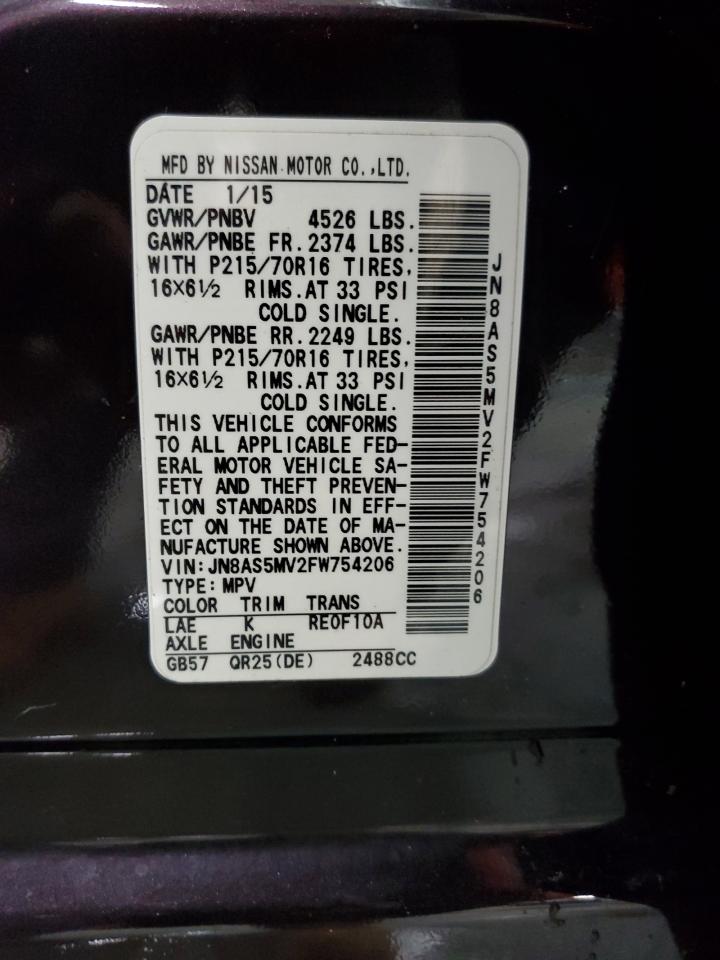 MFD BY NISSAN MOTOR CO.,LTD.
DATE 1/15
GVWR/PNBV 4526 LBS.
GAWR/PNBE FR.2374 LBS.
WITH P215/70R16 TIRES,
16X6½ RIMS.AT 33 PSI
COLD SINGLE.
GAWR/PNBE RR.2249 LBS.
WITH P215/70R16 TIRES,
16X6½ RIMS.AT 33 PSI
COLD SINGLE.
THIS VEHICLE CONFORMS
TO ALL APPLICABLE FED-
ERAL MOTOR VEHICLE SA-
FETY AND THEFT PREVEN-
TION STANDARDS IN EFF-
ECT ON THE DATE OF MA-
NUFACTURE SHOWN ABOVE.
VIN:JN8AS5MV2FW754206
TYPE:MPV
COLOR TRIM TRANS
LAE K RE0F10A
AXLE ENGINE
GB57 QR25(DE) 2488CC
JN8AS5MV2FW754206